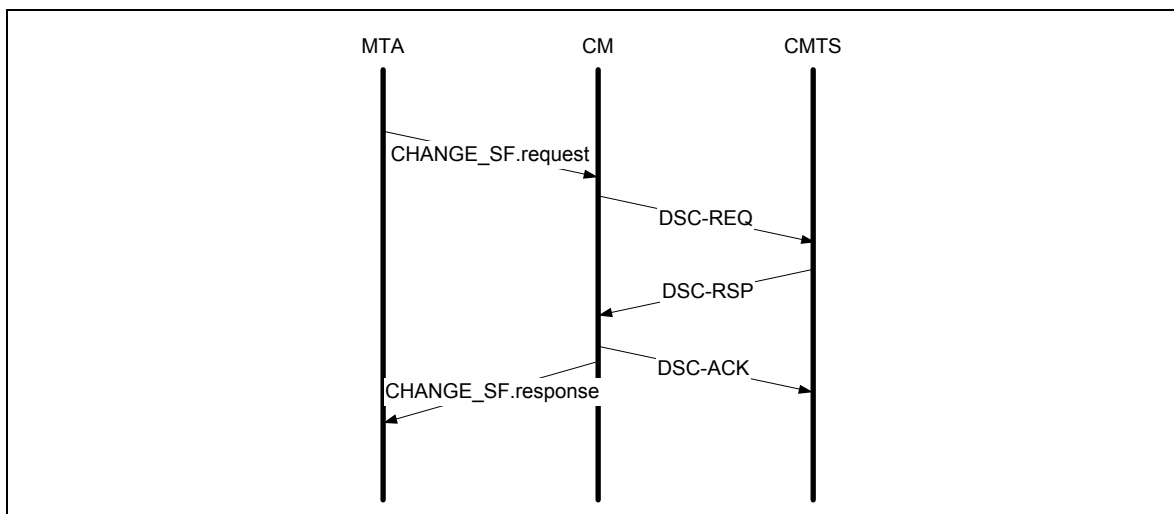 MTA CM CMTS
CHANGE_SF.request
DSC-REQ
DSC-RSP
DSC-ACK
CHANGE_SF.response